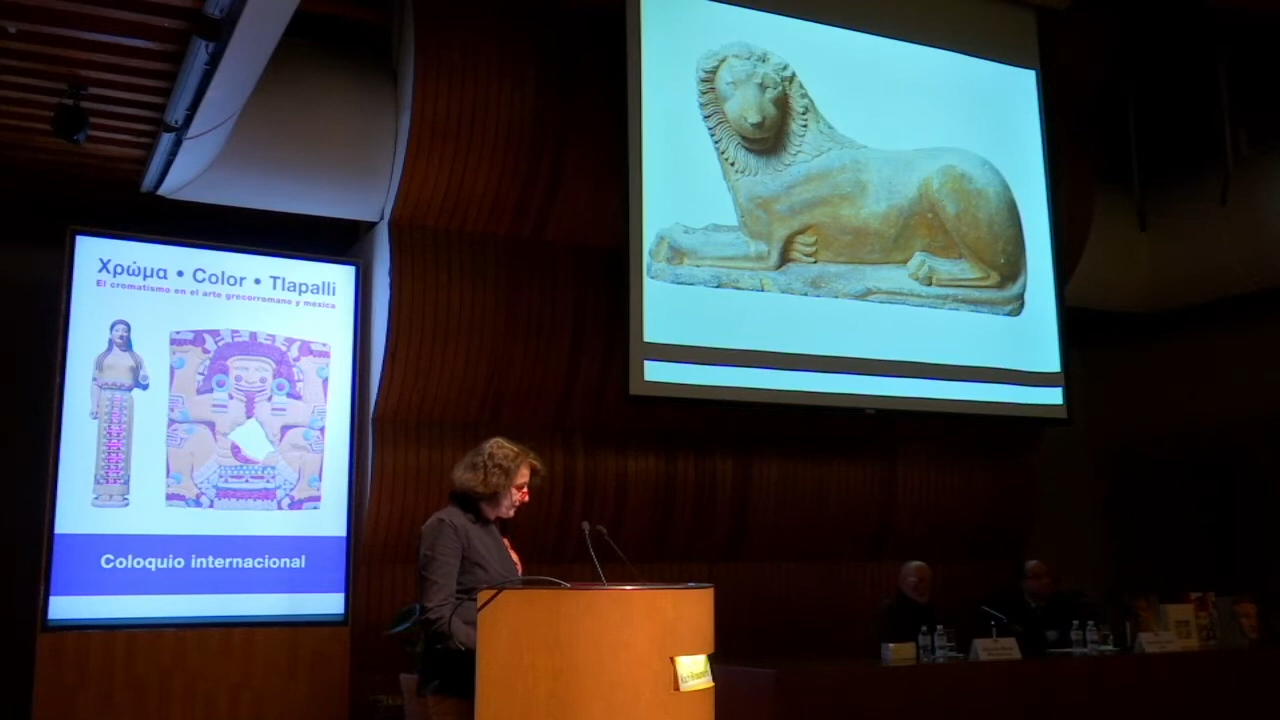 Χρώμα • Color • Tlapalli
El cromatismo en el arte grecorromano y mexica
Coloquio internacional